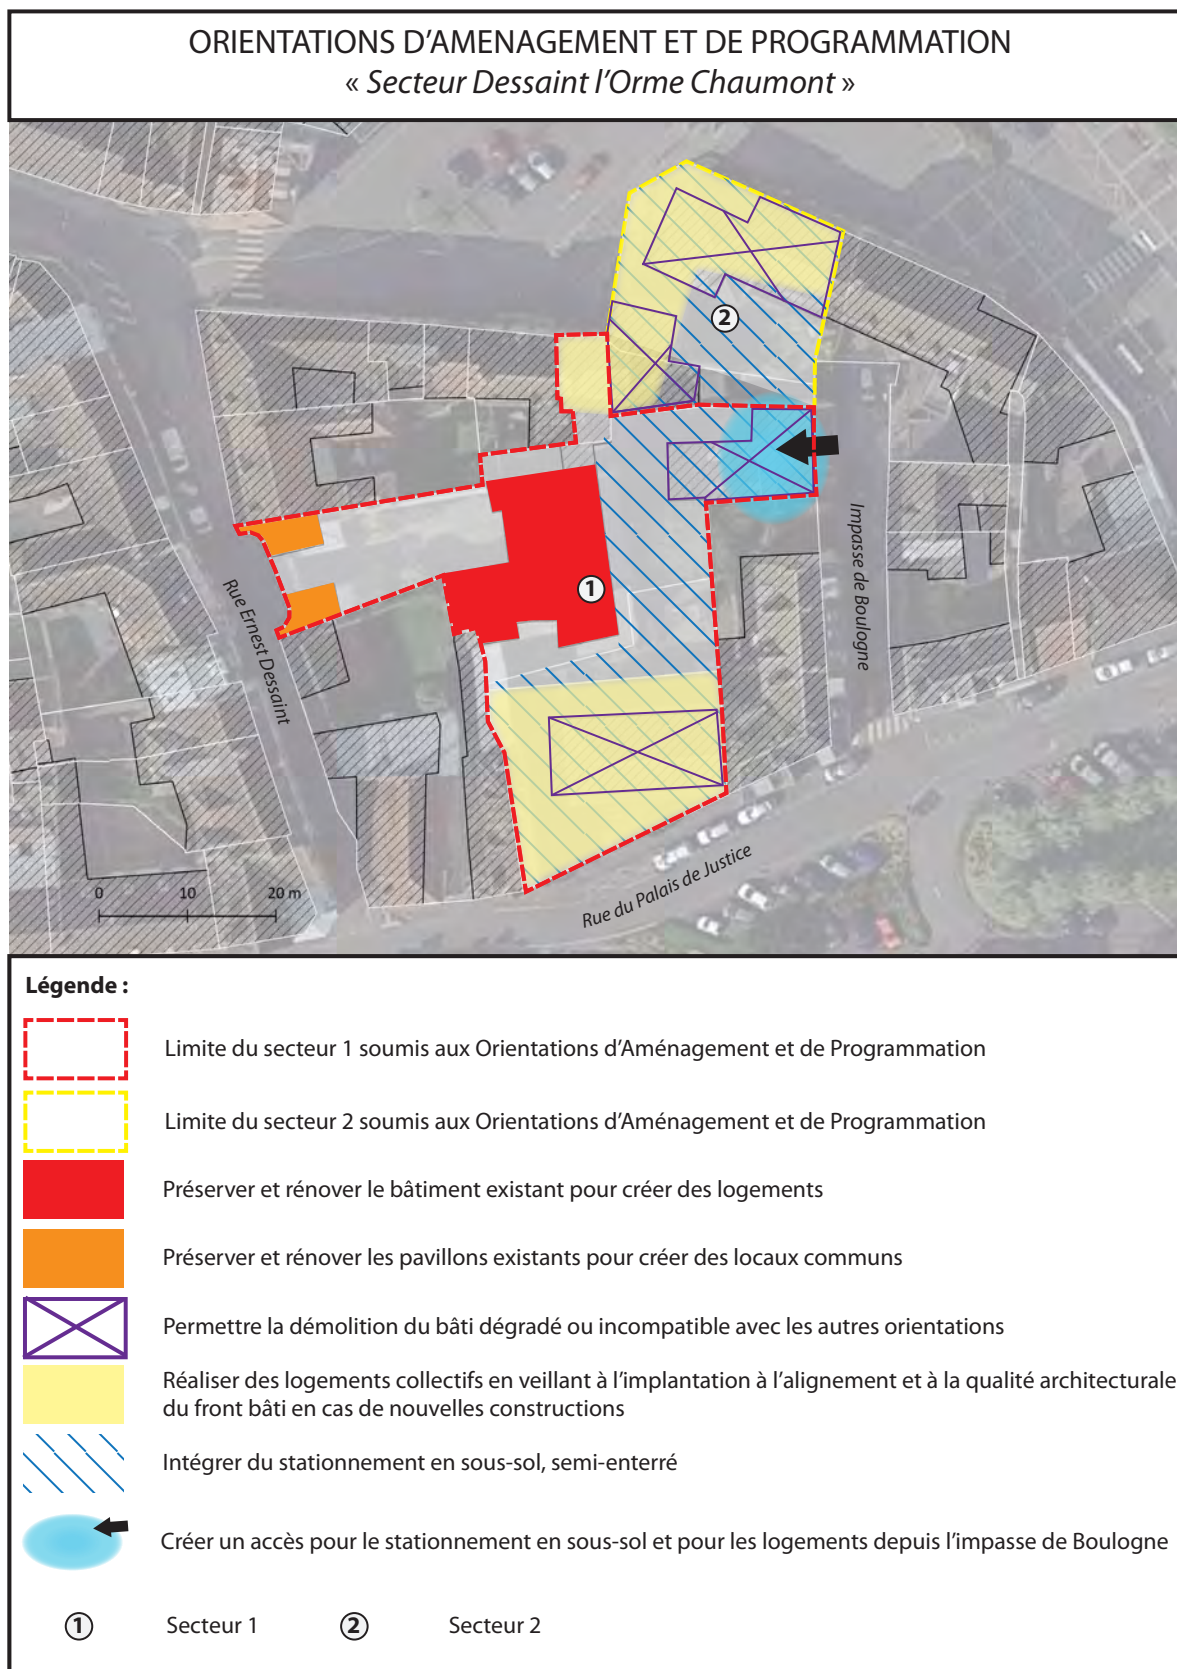 ORIENTATIONS D’AMENAGEMENT ET DE PROGRAMMATION
« Secteur Dessaint l’Orme Chaumont »
2
1
Impasse de Boulogne
Rue Ernest Dessaint
Rue du Palais de Justice
0 10 20 m
Légende :
Limite du secteur 1 soumis aux Orientations d’Aménagement et de Programmation
Limite du secteur 2 soumis aux Orientations d’Aménagement et de Programmation
Préserver et rénover le bâtiment existant pour créer des logements
Préserver et rénover les pavillons existants pour créer des locaux communs
Permettre la démolition du bâti dégradé ou incompatible avec les autres orientations
Réaliser des logements collectifs en veillant à l’implantation à l’alignement et à la qualité architecturale
du front bâti en cas de nouvelles constructions
Intégrer du stationnement en sous-sol, semi-enterré
Créer un accès pour le stationnement en sous-sol et pour les logements depuis l’impasse de Boulogne
1 Secteur 1 2 Secteur 2